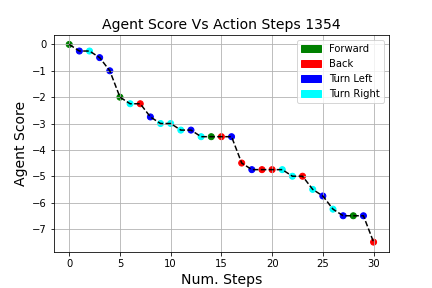 Agent Score Vs Action Steps 1354
Agent Score
0
−1
−2
−3
−4
−5
−6
−7
Forward
Back
Turn Left
Turn Right
0 5 10 15 20 25 30
Num. Steps